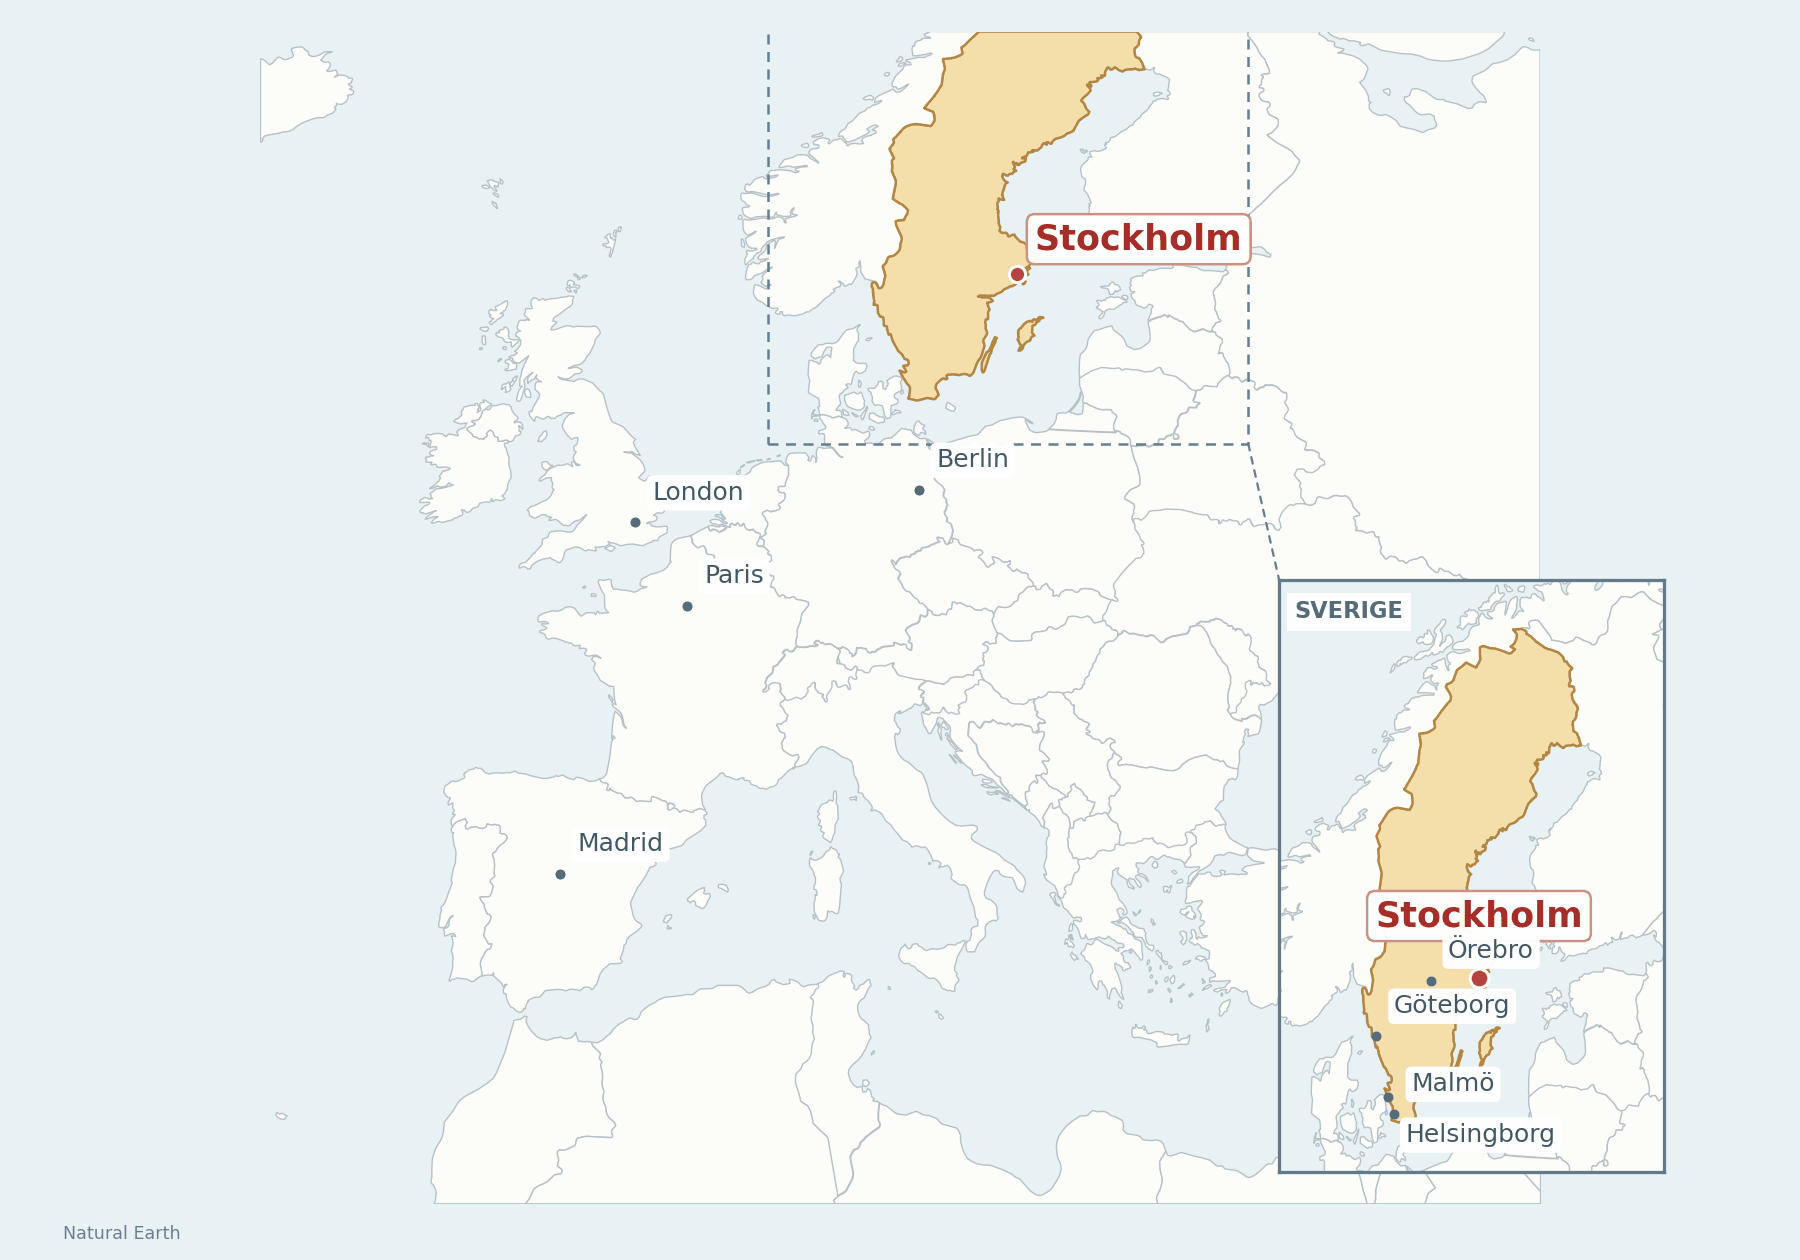 Stockholm
Berlin
London
Paris
Madrid
SVERIGE
Stockholm
Örebro
Göteborg
Malmö
Helsingborg
Natural Earth